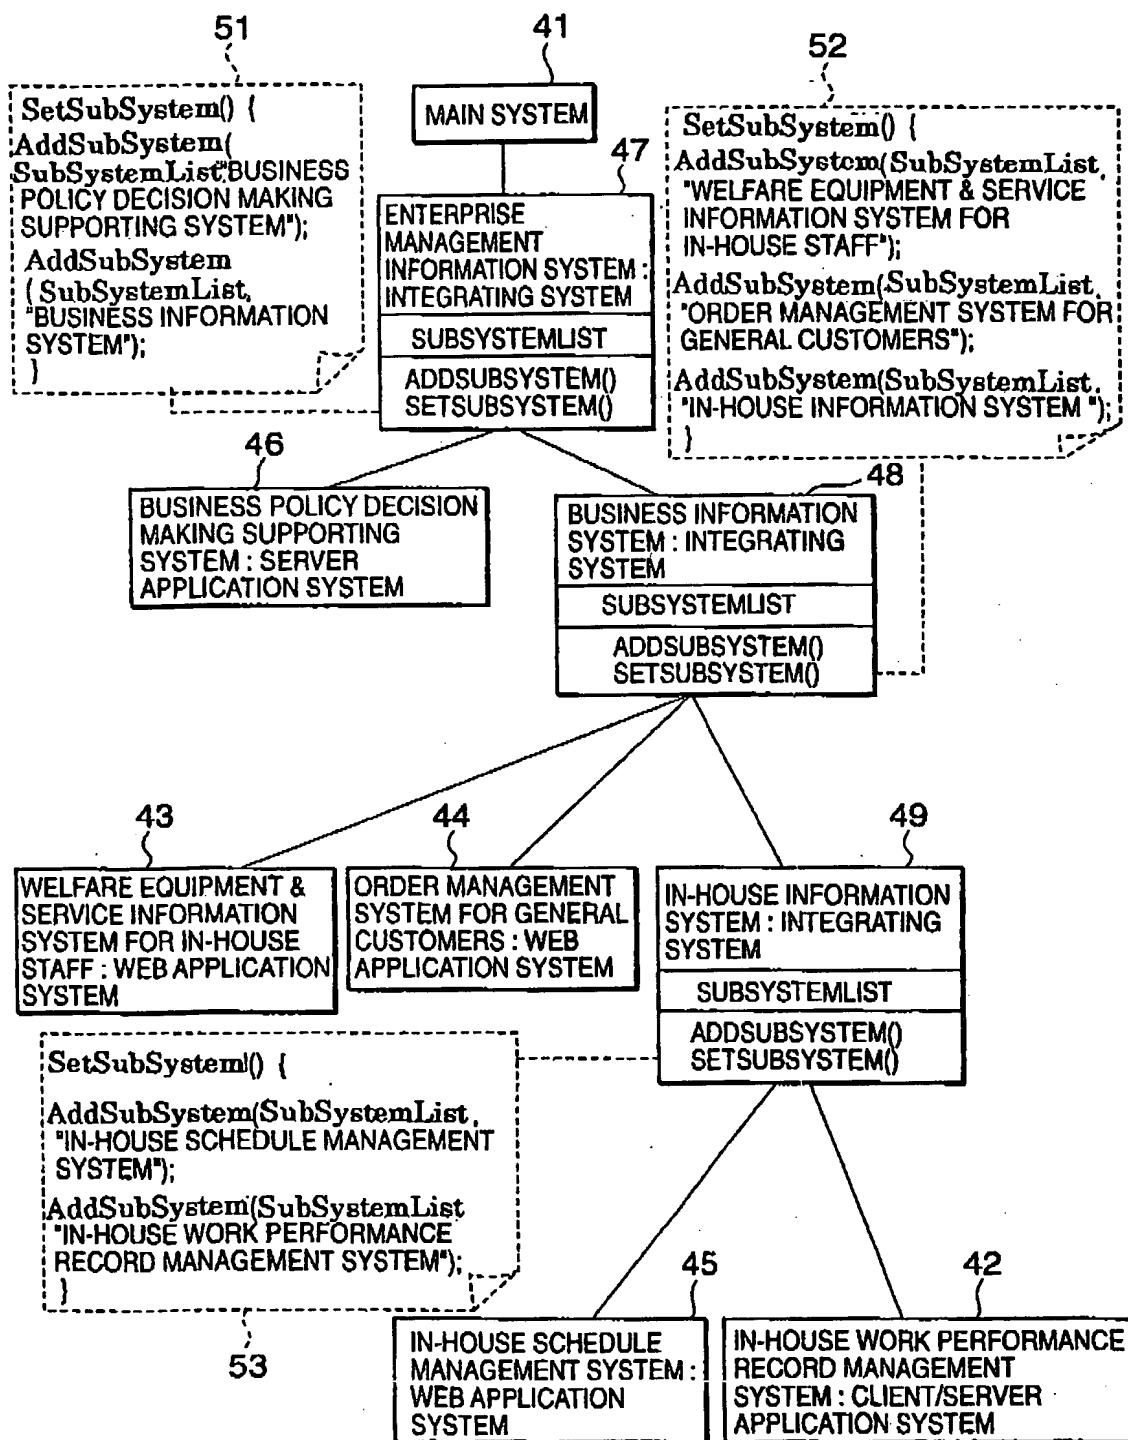 51
41
52
SetSubSystem() {
AddSubSystem(
SubSystemList,"BUSINESS
POLICY DECISION MAKING
SUPPORTING SYSTEM");
AddSubSystem
(SubSystemList,
"BUSINESS INFORMATION
SYSTEM");
}
MAIN SYSTEM
47
ENTERPRISE
MANAGEMENT
INFORMATION SYSTEM :
INTEGRATING SYSTEM
SUBSYSTEMLIST
ADDSUBSYSTEM()
SETSUBSYSTEM()
SetSubSystem() {
AddSubSystem(SubSystemList,
"WELFARE EQUIPMENT & SERVICE
INFORMATION SYSTEM FOR
IN-HOUSE STAFF");
AddSubSystem(SubSystemList,
"ORDER MANAGEMENT SYSTEM FOR
GENERAL CUSTOMERS");
AddSubSystem(SubSystemList,
"IN-HOUSE INFORMATION SYSTEM ");
}
46
BUSINESS POLICY DECISION
MAKING SUPPORTING
SYSTEM : SERVER
APPLICATION SYSTEM
48
BUSINESS INFORMATION
SYSTEM : INTEGRATING
SYSTEM
SUBSYSTEMLIST
ADDSUBSYSTEM()
SETSUBSYSTEM()
43
WELFARE EQUIPMENT &
SERVICE INFORMATION
SYSTEM FOR IN-HOUSE
STAFF : WEB APPLICATION
SYSTEM
44
ORDER MANAGEMENT
SYSTEM FOR GENERAL
CUSTOMERS : WEB
APPLICATION SYSTEM
49
IN-HOUSE INFORMATION
SYSTEM : INTEGRATING
SYSTEM
SUBSYSTEMLIST
ADDSUBSYSTEM()
SETSUBSYSTEM()
SetSubSystem() {
AddSubSystem(SubSystemList,
"IN-HOUSE SCHEDULE MANAGEMENT
SYSTEM");
AddSubSystem(SubSystemList
"IN-HOUSE WORK PERFORMANCE
RECORD MANAGEMENT SYSTEM");
}
53
45
IN-HOUSE SCHEDULE
MANAGEMENT SYSTEM :
WEB APPLICATION
SYSTEM
42
IN-HOUSE WORK PERFORMANCE
RECORD MANAGEMENT
SYSTEM : CLIENT/SERVER
APPLICATION SYSTEM